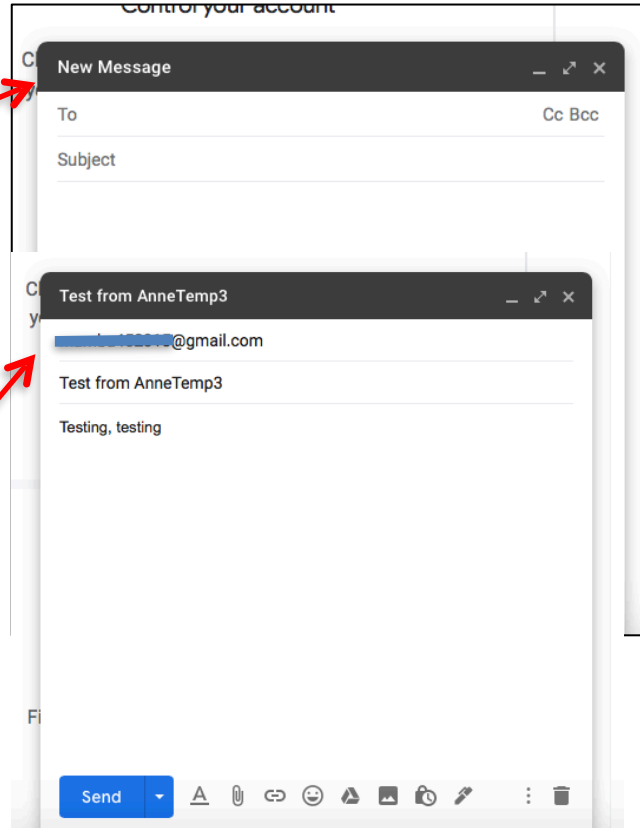 Control your account
New Message
To Cc Bcc
Subject
Test from AnneTemp3
@gmail.com
Test from AnneTemp3
Testing, testing
Send